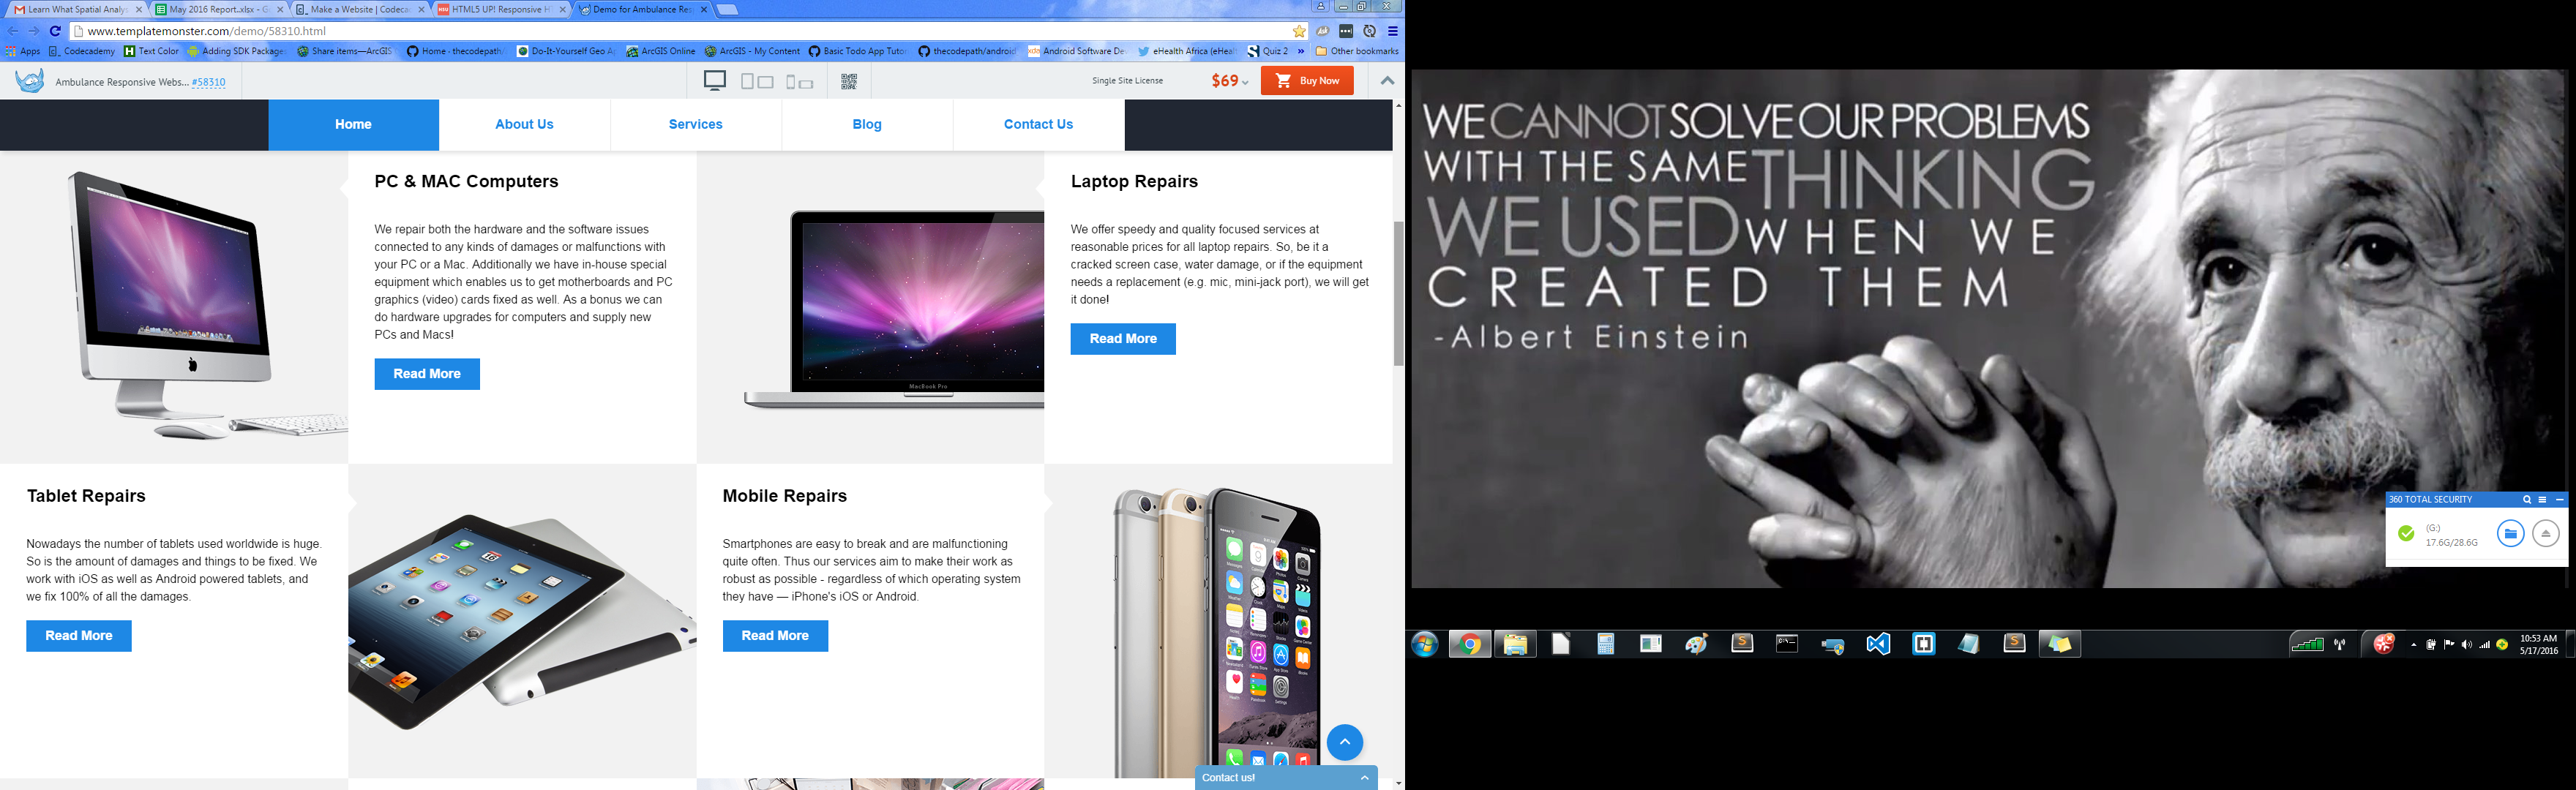 Learn What Spatial Analys
May 2016 Report..xlsx - G
Make a Website | Codecad
HTML5 UP! Responsive H
Demo for Ambulance Res
www.templatemonster.com/demo/58310.html
Apps
Codecademy
Text Color
Adding SDK Packages
Share items—ArcGIS
Home · thecodepath/
Do-It-Yourself Geo A
ArcGIS Online
ArcGIS - My Content
Basic Todo App Tutor
thecodepath/android
Android Software De
eHealth Africa (eHeal
Quiz 2
»
Other bookmarks
Ambulance Responsive Webs... #58310
Single Site License
$69
Buy Now
Home
About Us
Services
Blog
Contact Us
PC & MAC Computers
We repair both the hardware and the software issues
connected to any kinds of damages or malfunctions with
your PC or a Mac. Additionally we have in-house special
equipment which enables us to get motherboards and PC
graphics (video) cards fixed as well. As a bonus we can
do hardware upgrades for computers and supply new
PCs and Macs!
Read More
MacBook Pro
Laptop Repairs
We offer speedy and quality focused services at
reasonable prices for all laptop repairs. So, be it a
cracked screen case, water damage, or if the equipment
needs a replacement (e.g. mic, mini-jack port), we will get
it done!
Read More
Tablet Repairs
Nowadays the number of tablets used worldwide is huge.
So is the amount of damages and things to be fixed. We
work with iOS as well as Android powered tablets, and
we fix 100% of all the damages.
Read More
Mobile Repairs
Smartphones are easy to break and are malfunctioning
quite often. Thus our services aim to make their work as
robust as possible - regardless of which operating system
they have — iPhone's iOS or Android.
Read More
Contact us!
WE CANNOT SOLVE OUR PROBLEMS
WITH THE SAME THINKING
WE USED WHEN WE
CREATED THEM
-Albert Einstein
360 TOTAL SECURITY
(G:)
17.6G/28.6G
10:53 AM
5/17/2016